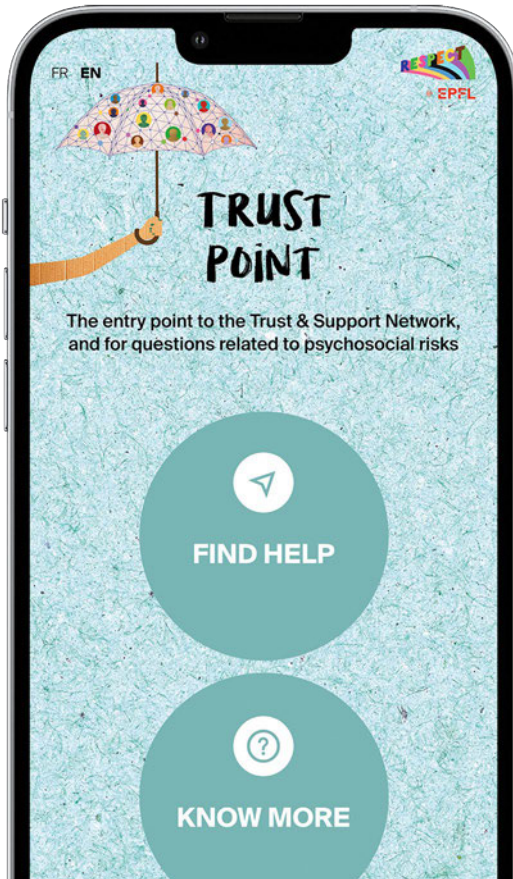 FR EN
RESPECT
EPFL
TRUST
POINT
The entry point to the Trust & Support Network,
and for questions related to psychosocial risks
FIND HELP
?
KNOW MORE